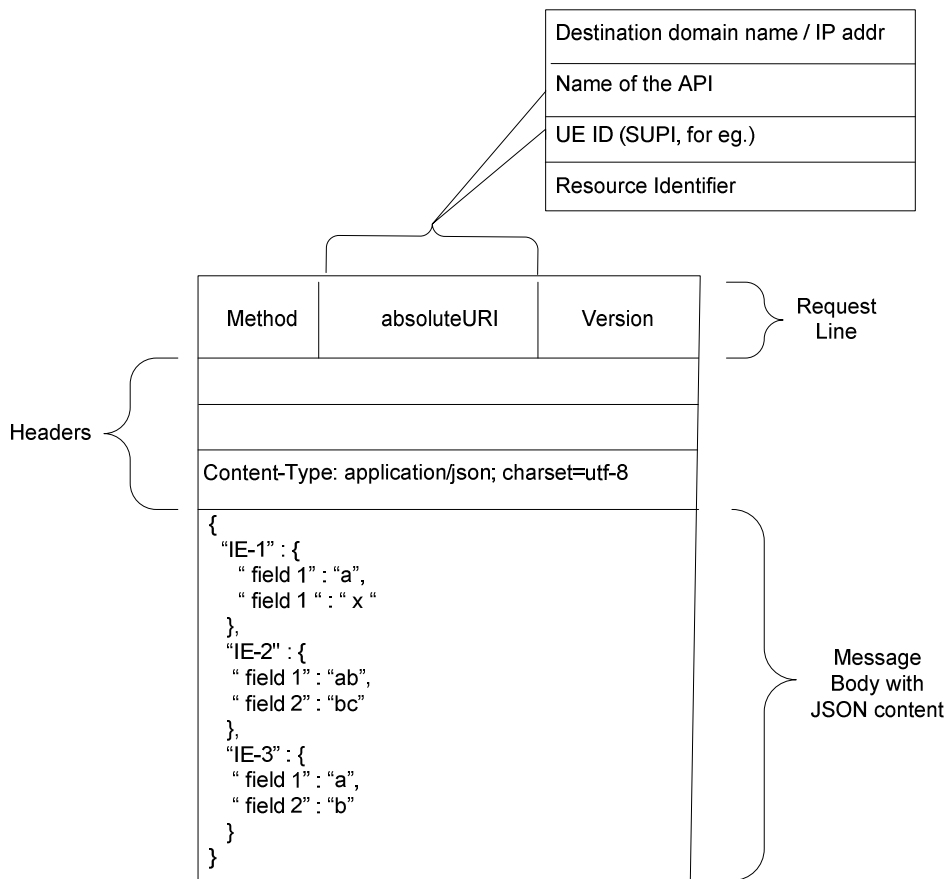 Destination domain name / IP addr
Name of the API
UE ID (SUPI, for eg.)
Resource Identifier
Method
absoluteURI
Version
Request
Line
Headers
Content-Type: application/json; charset=utf-8
{
“IE-1” : {
“ field 1” : “a”,
“ field 1 “ : “ x “
},
“IE-2" : {
“ field 1” : “ab”,
“ field 2” : “bc”
},
“IE-3” : {
“ field 1” : “a”,
“ field 2” : “b”
}
}
Message
Body with
JSON content